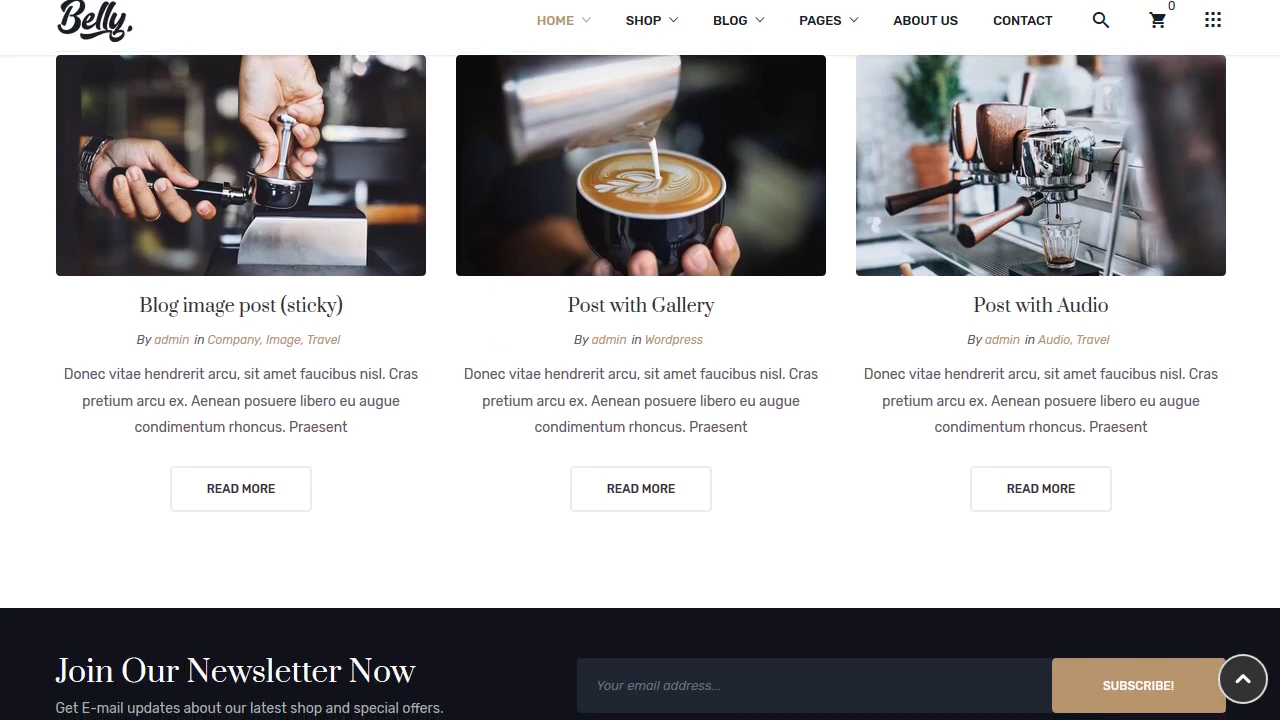 Belly.
HOME SHOP BLOG PAGES ABOUT US CONTACT 0
Blog image post (sticky)
By admin in Company, Image, Travel
Donec vitae hendrerit arcu, sit amet faucibus nisl. Cras
pretium arcu ex. Aenean posuere libero eu augue
condimentum rhoncus. Praesent
READ MORE
Post with Gallery
By admin in Wordpress
Donec vitae hendrerit arcu, sit amet faucibus nisl. Cras
pretium arcu ex. Aenean posuere libero eu augue
condimentum rhoncus. Praesent
READ MORE
Post with Audio
By admin in Audio, Travel
Donec vitae hendrerit arcu, sit amet faucibus nisl. Cras
pretium arcu ex. Aenean posuere libero eu augue
condimentum rhoncus. Praesent
READ MORE
Join Our Newsletter Now
Get E-mail updates about our latest shop and special offers.
Your email address...
SUBSCRIBE!